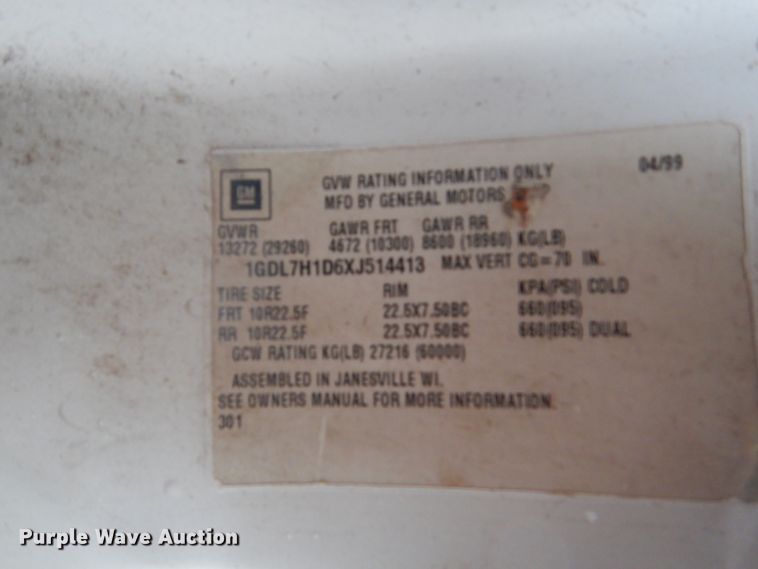 GM
GVW RATING INFORMATION ONLY 04/99
MFD BY GENERAL MOTORS
GVWR GAWR FRT GAWR RR
13272 (29260) 4672 (10300) 8600 (18960) KG(LB)
1GDL7H1D6XJ514413 MAX VERT CG = 70 IN.
TIRE SIZE RIM KPA(PSI) COLD
FRT 10R22.5F 22.5X7.50BC 660(095)
RR 10R22.5F 22.5X7.50BC 660(095) DUAL
GCW RATING KG(LB) 27216 (60000)
ASSEMBLED IN JANESVILLE WI.
SEE OWNERS MANUAL FOR MORE INFORMATION.
301
Purple Wave Auction